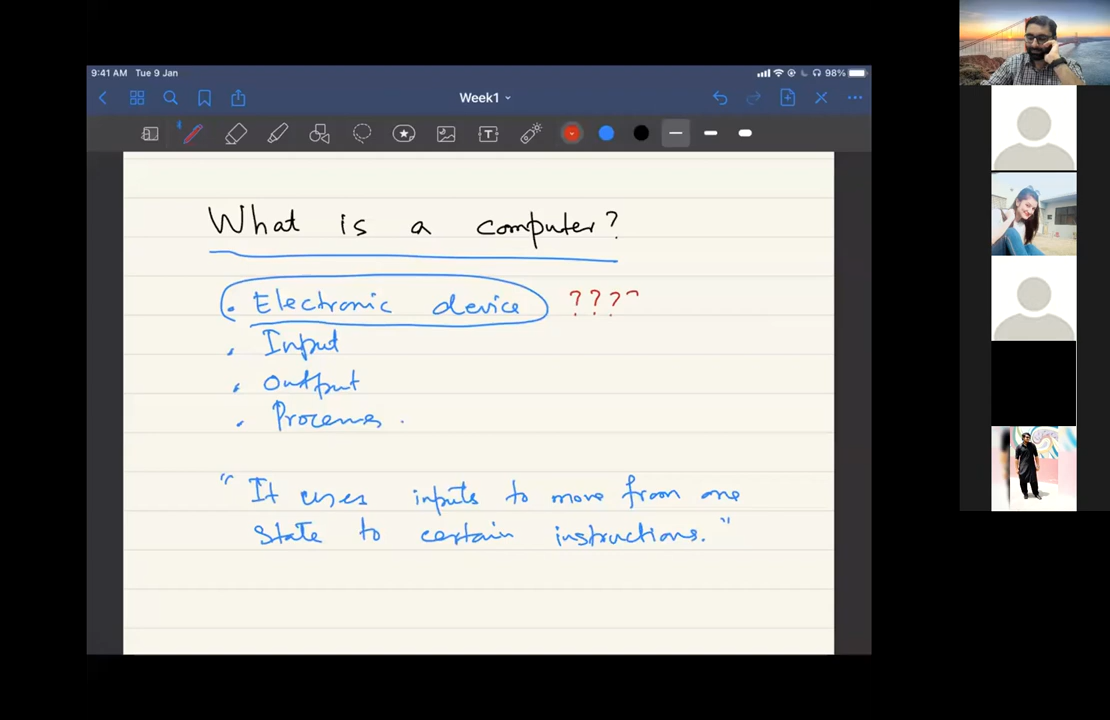 9:41 AM Tue 9 Jan
98%
Week1
What is a computer?
. Electronic device ????
. Input
. Output
. Process .
" It uses inputs to move from one
state to certain instructions. "